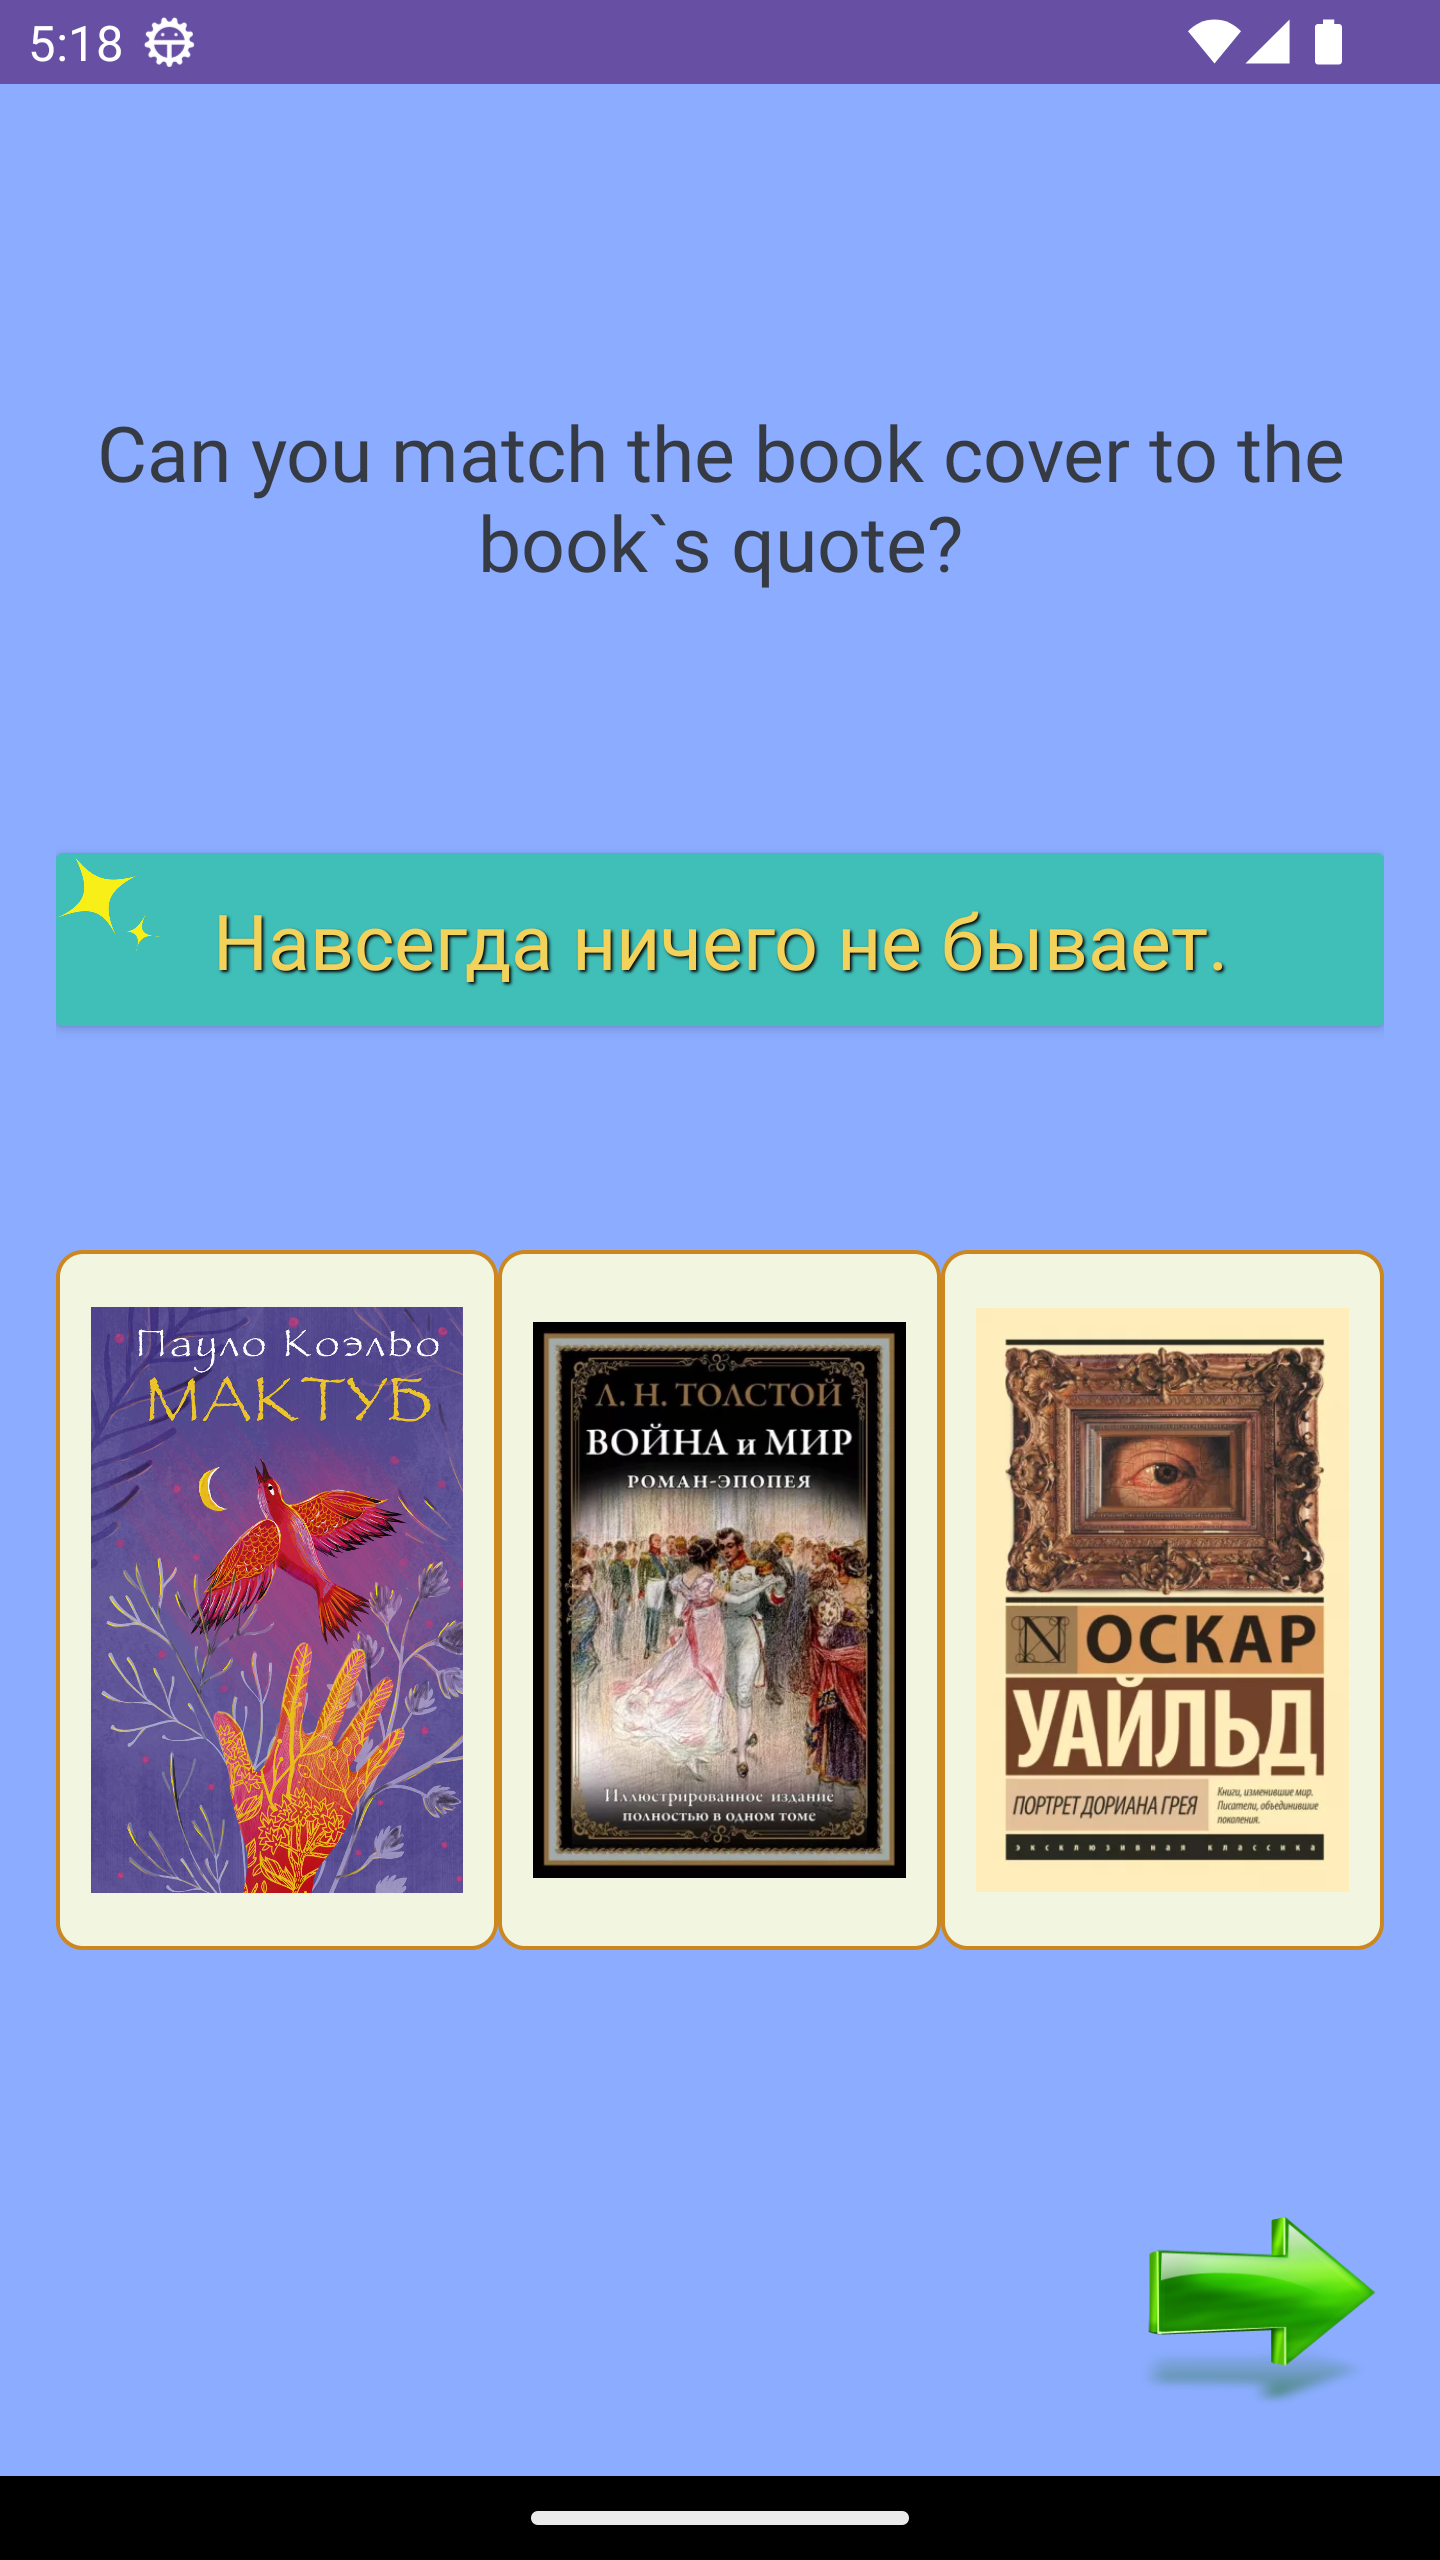 5:18
Can you match the book cover to the
book`s quote?
Навсегда ничего не бывает.
Пауло Коэльо
МАКТУБ
Л. Н. ТОЛСТОЙ
ВОЙНА и МИР
РОМАН-ЭПОПЕЯ
Иллюстрированное издание
полностью в одном томе
N ОСКАР
УАЙЛЬД
ПОРТРЕТ ДОРИАНА ГРЕЯ
Книги, изменившие мир.
Писатели, объединившие
поколения.
эксклюзивная классика